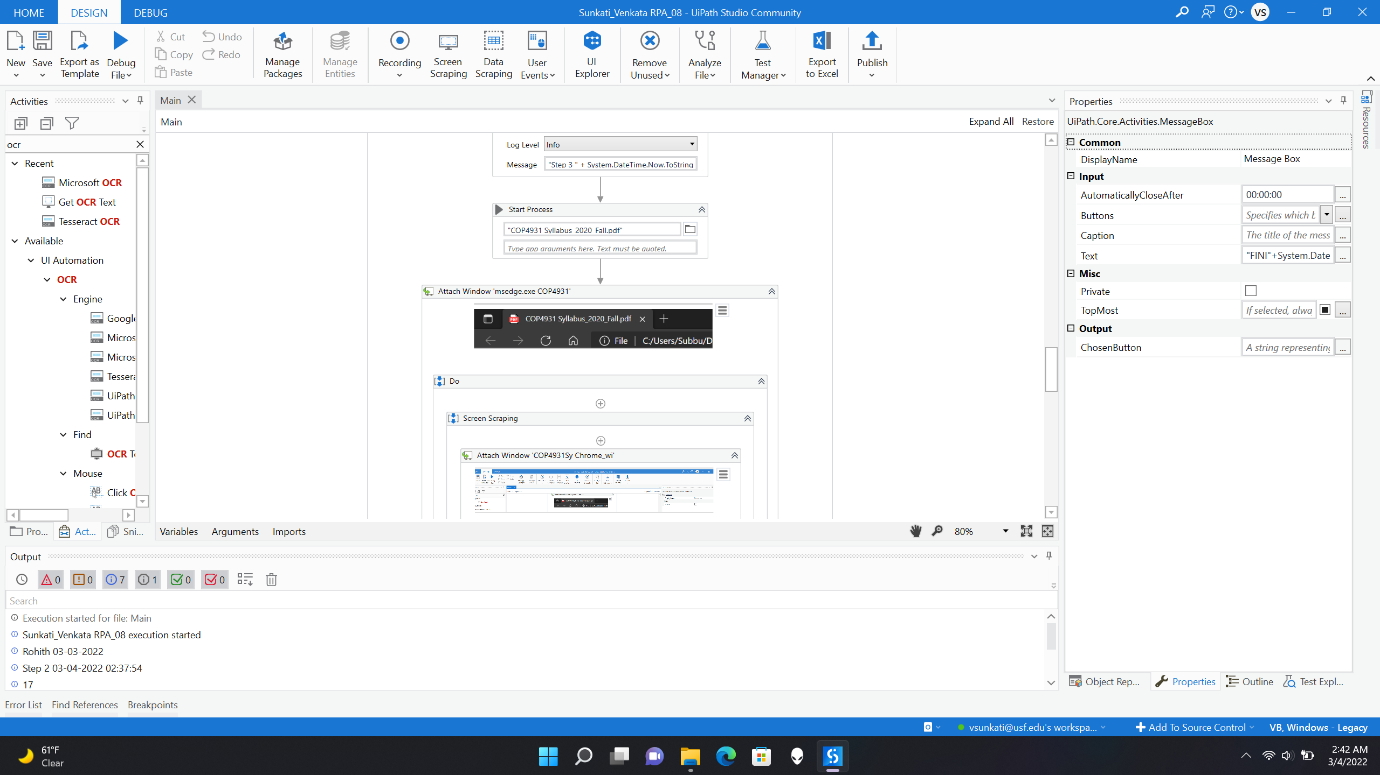 HOME DESIGN DEBUG Sunkati_Venkata RPA_08 - UiPath Studio Community VS
New Save Export as Template Debug File Cut Copy Paste Undo Redo Manage Packages Manage Entities Recording Screen Scraping Data Scraping User Events UI Explorer Remove Unused Analyze File Test Manager Export to Excel Publish
Activities
ocr
Recent
Microsoft OCR
Get OCR Text
Tesseract OCR
Available
UI Automation
OCR
Engine
Googl
Micros
Micros
Tessera
UiPath
UiPath
Find
OCR T
Mouse
Click O
Pro... Act... Sni...
Main
Main Expand All Restore
Log Level Info
Message "Step 3 " + System.DateTime.Now.ToString
Start Process
"COP4931 Syllabus_2020_Fall.pdf"
Type app arguments here. Text must be quoted.
Attach Window 'msedge.exe COP4931'
COP4931 Syllabus_2020_Fall.pdf
File C:/Users/Subbu/D
Do
Screen Scraping
Attach Window 'COP4931Sy Chrome_wi'
Variables Arguments Imports 80%
Properties
UiPath.Core.Activities.MessageBox
Common
DisplayName Message Box
Input
AutomaticallyCloseAfter 00:00:00 ...
Buttons Specifies which b ...
Caption The title of the mess ...
Text "FINI"+System.Date ...
Misc
Private
TopMost If selected, alwa ...
Output
ChosenButton A string representing ...
Object Rep... Properties Outline Test Expl...
Resources
Output
0 0 7 1 0 0
Search
Execution started for file: Main
Sunkati_Venkata RPA_08 execution started
Rohith 03-03-2022
Step 2 03-04-2022 02:37:54
17
Error List Find References Breakpoints
vsunkati@usf.edu's workspa... Add To Source Control VB, Windows - Legacy
61°F
Clear
2:42 AM
3/4/2022